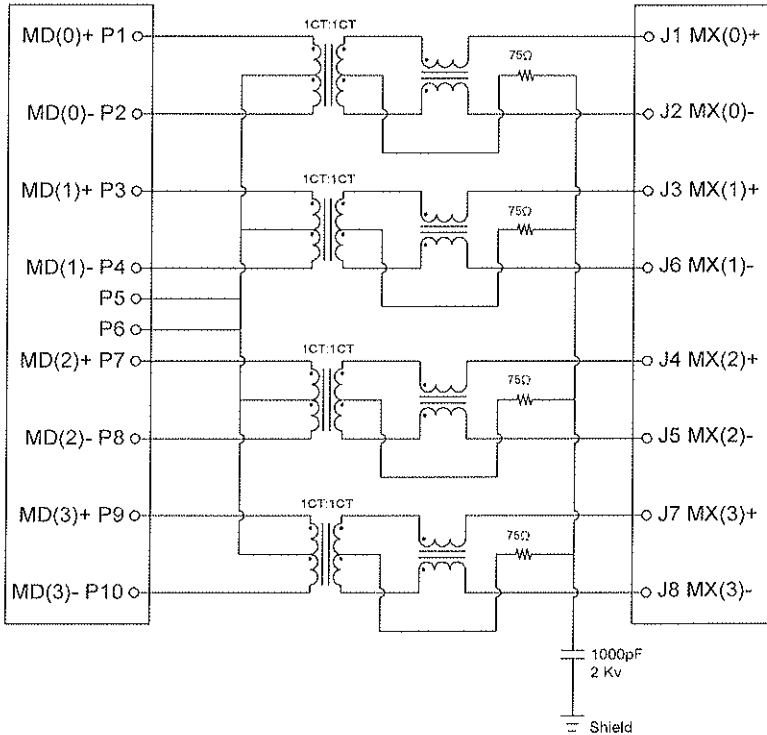 1CT:1CT
MD(0)+ P1
J1 MX(0)+
75Ω
MD(0)- P2
J2 MX(0)-
1CT:1CT
MD(1)+ P3
J3 MX(1)+
75Ω
MD(1)- P4
J6 MX(1)-
P5
P6
1CT:1CT
MD(2)+ P7
J4 MX(2)+
75Ω
MD(2)- P8
J5 MX(2)-
1CT:1CT
MD(3)+ P9
J7 MX(3)+
75Ω
MD(3)- P10
J8 MX(3)-
1000pF
2 Kv
Shield